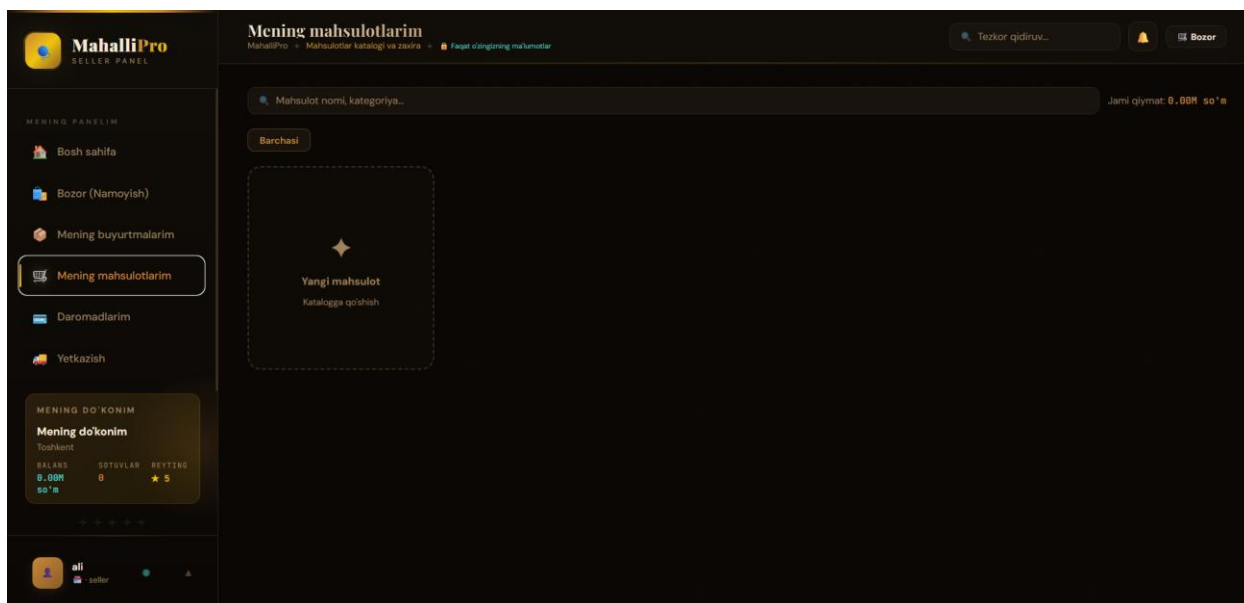 MahalliPro
SELLER PANEL
MENING PANELIM
Bosh sahifa
Bozor (Namoyish)
Mening buyurtmalarim
Mening mahsulotlarim
Daromadlarim
Yetkazish
MENING DO'KONIM
Mening do'konim
Toshkent
BALANS SOTUVLAR REYTING
0.00M so'm 0 ★ 5
ali
· seller
Mening mahsulotlarim
MahalliPro Mahsulotlar katalogi va zaxira Faqat o'zingizning ma'lumotlar
Tezkor qidiruv...
Bozor
Mahsulot nomi, kategoriya...
Jami qiymat: 0.00M so'm
Barchasi
Yangi mahsulot
Katalogga qo'shish